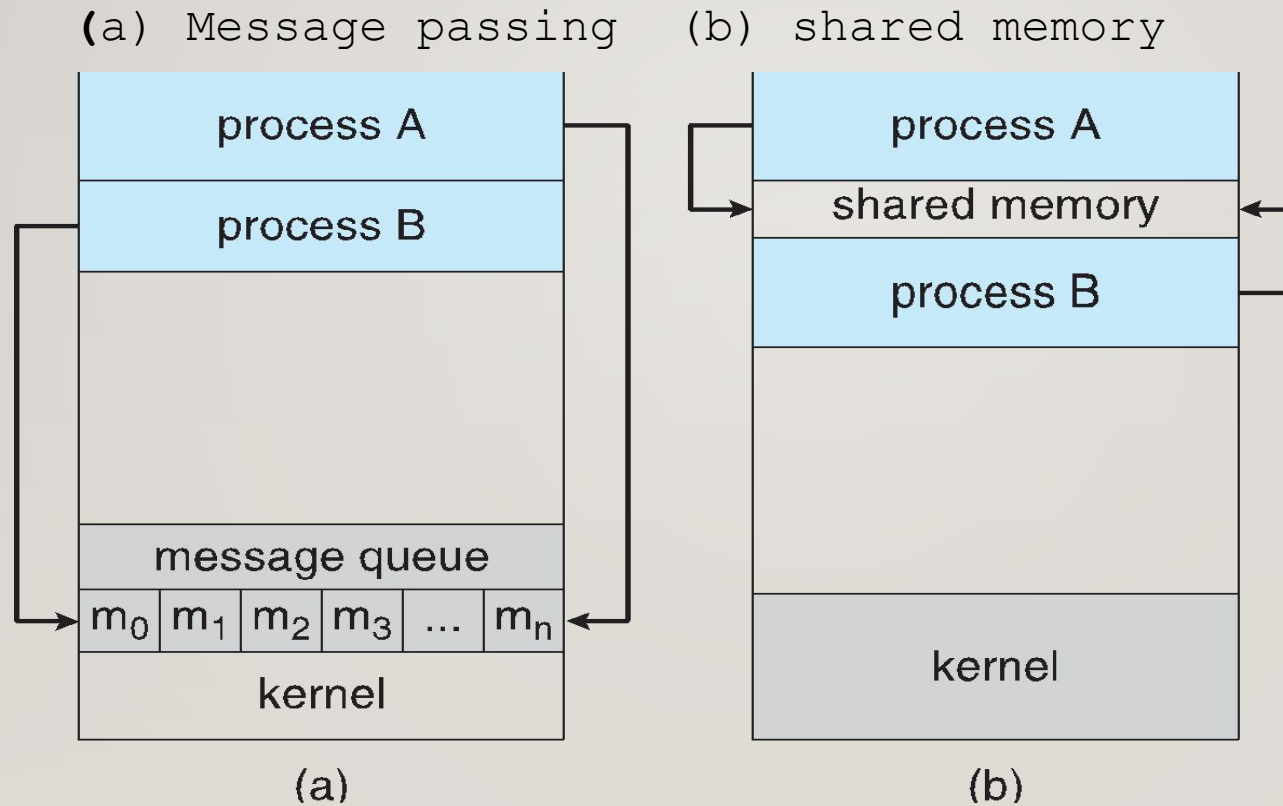 (a) Message passing (b) shared memory
process A
process B
message queue
m₀ m₁ m₂ m₃ ... mₙ
kernel
(a)
process A
shared memory
process B
kernel
(b)